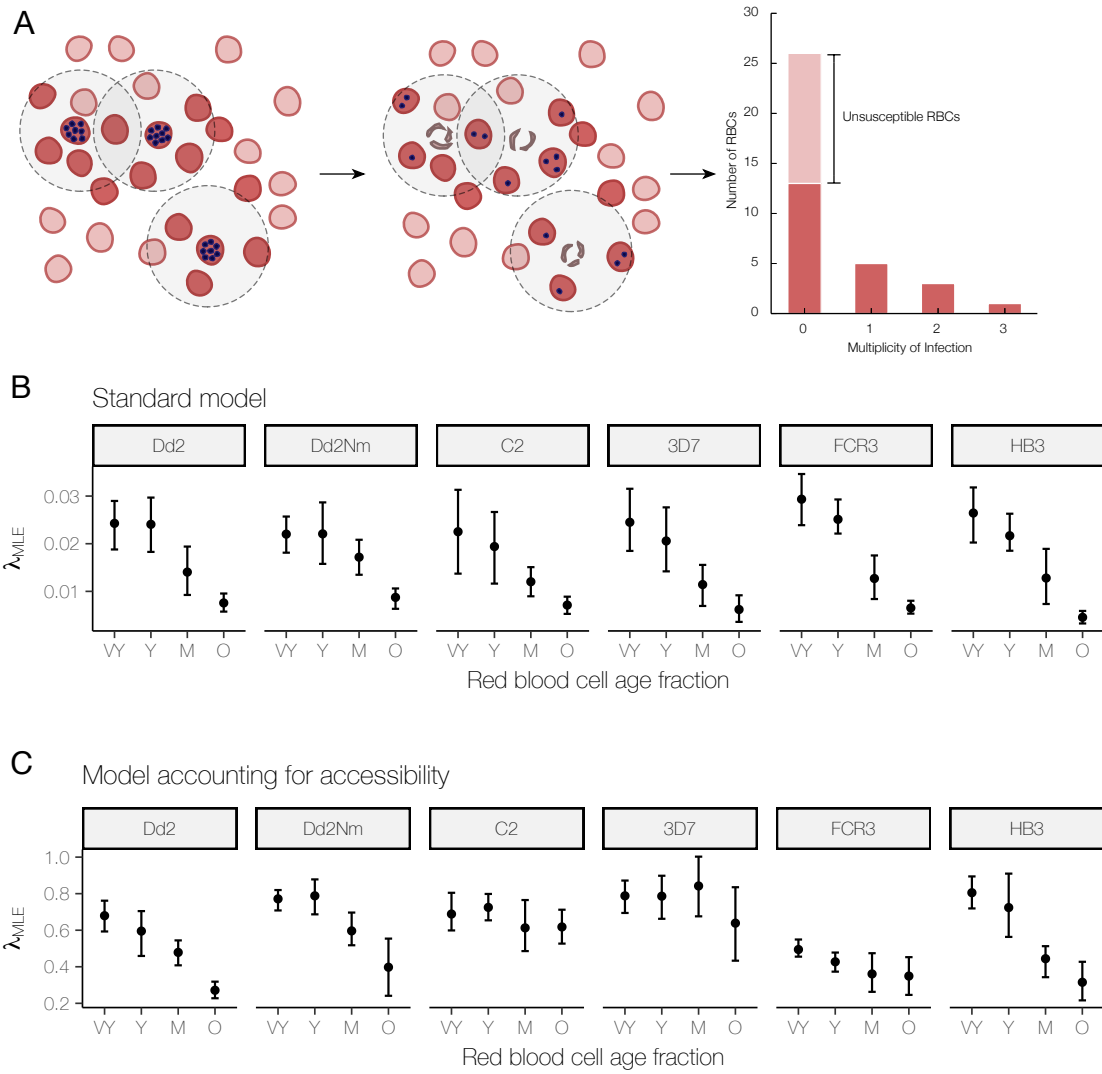 A
Number of RBCs
30
25
20
15
10
5
0
Unsusceptible RBCs
0 1 2 3
Multiplicity of Infection
B
Standard model
Dd2 Dd2Nm C2 3D7 FCR3 HB3
λMLE
0.03
0.02
0.01
VY Y M O VY Y M O VY Y M O VY Y M O VY Y M O VY Y M O
Red blood cell age fraction
C
Model accounting for accessibility
Dd2 Dd2Nm C2 3D7 FCR3 HB3
λMLE
1.0
0.8
0.6
0.4
0.2
VY Y M O VY Y M O VY Y M O VY Y M O VY Y M O VY Y M O
Red blood cell age fraction